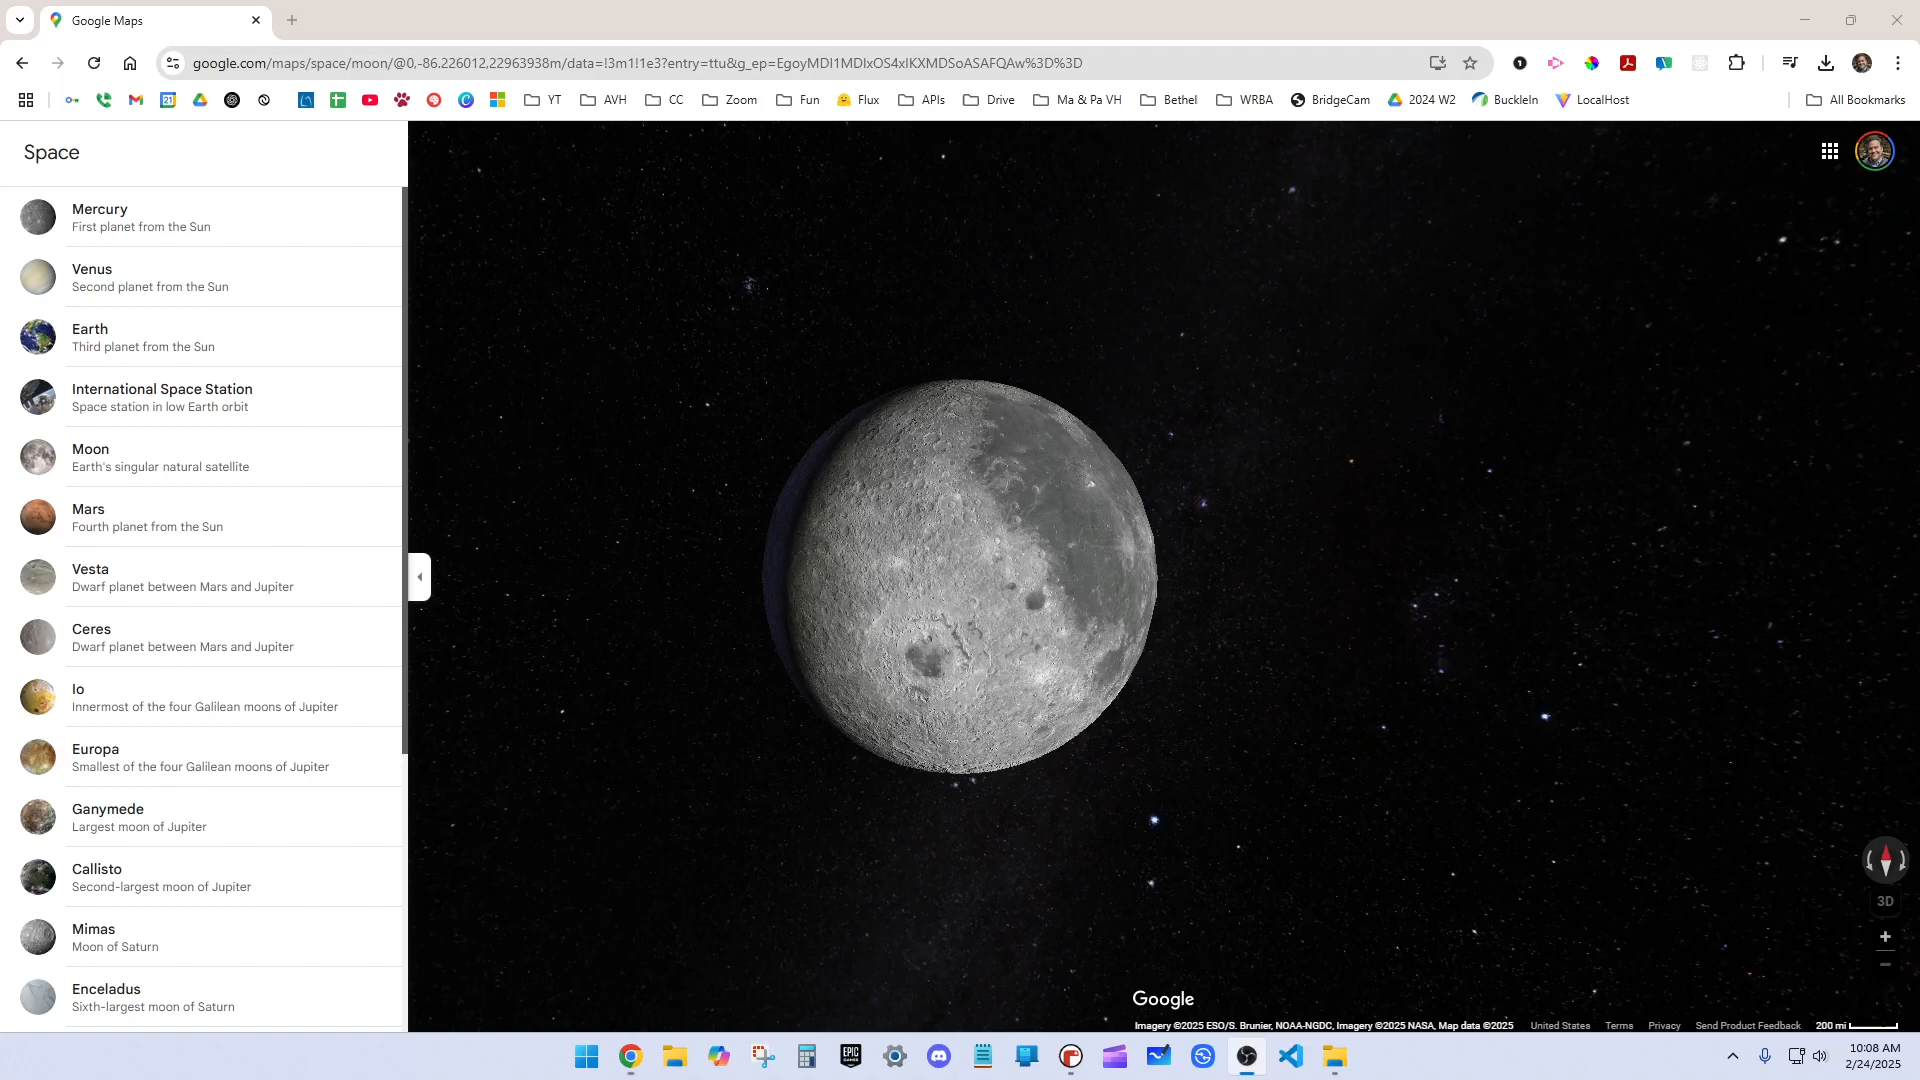 Google Maps
google.com/maps/space/moon/@0,-86.226012,22963938m/data=!3m1!1e3?entry=ttu&g_ep=EgoyMDI1MDIxOS4xIKXMDSoASAFQAw%3D%3D
YT
AVH
CC
Zoom
Fun
Flux
APIs
Drive
Ma & Pa VH
Bethel
WRBA
BridgeCam
2024 W2
BuckleIn
LocalHost
All Bookmarks
Space
Mercury
First planet from the Sun
Venus
Second planet from the Sun
Earth
Third planet from the Sun
International Space Station
Space station in low Earth orbit
Moon
Earth's singular natural satellite
Mars
Fourth planet from the Sun
Vesta
Dwarf planet between Mars and Jupiter
Ceres
Dwarf planet between Mars and Jupiter
Io
Innermost of the four Galilean moons of Jupiter
Europa
Smallest of the four Galilean moons of Jupiter
Ganymede
Largest moon of Jupiter
Callisto
Second-largest moon of Jupiter
Mimas
Moon of Saturn
Enceladus
Sixth-largest moon of Saturn
3D
Google
Imagery ©2025 ESO/S. Brunier, NOAA-NGDC, Imagery ©2025 NASA, Map data ©2025
United States
Terms
Privacy
Send Product Feedback
200 mi
EPIC GAMES
10:08 AM
2/24/2025